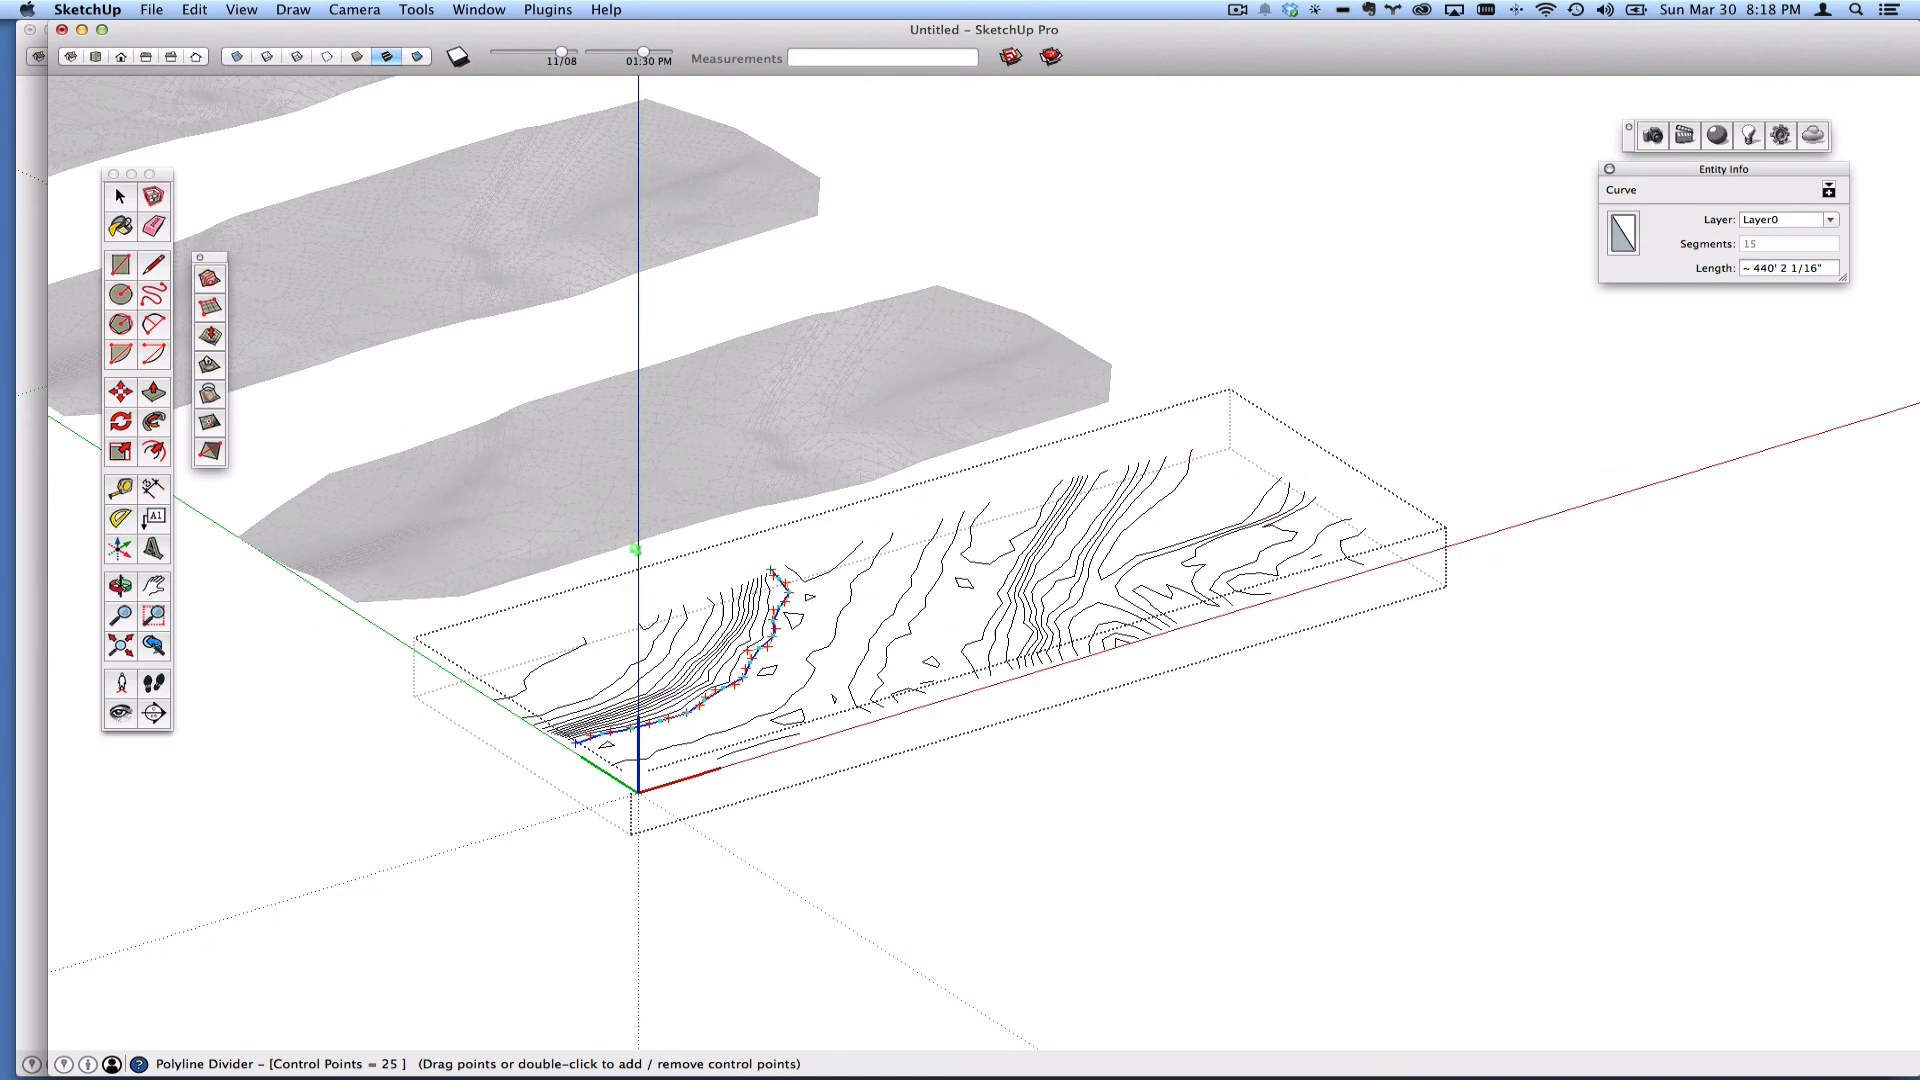 SketchUp File Edit View Draw Camera Tools Window Plugins Help
Sun Mar 30 8:18 PM
Untitled - SketchUp Pro
11/08
01:30 PM
Measurements
Entity Info
Curve
Layer: Layer0
Segments: 15
Length: ~ 440' 2 1/16"
A1
Polyline Divider - [Control Points = 25 ] (Drag points or double-click to add / remove control points)